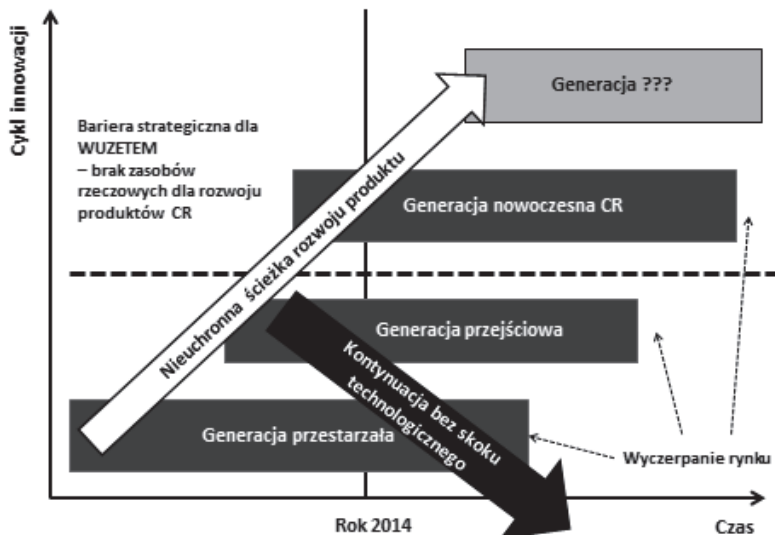 Cykl innowacji
Generacja ???
Bariera strategiczna dla
WUZETEM
– brak zasobów
rzeczowych dla rozwoju
produktów CR
Nieuchronna ścieżka rozwoju produktu
Generacja nowoczesna CR
Generacja przejściowa
Kontynuacja bez skoku
technologicznego
Generacja przestarzała
Wyczerpanie rynku
Rok 2014
Czas